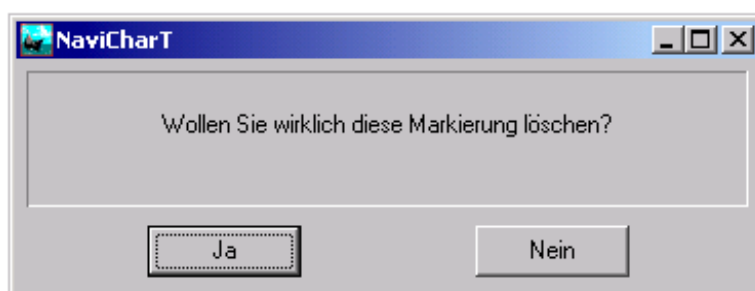 NaviCharT
Wollen Sie wirklich diese Markierung löschen?
Ja
Nein